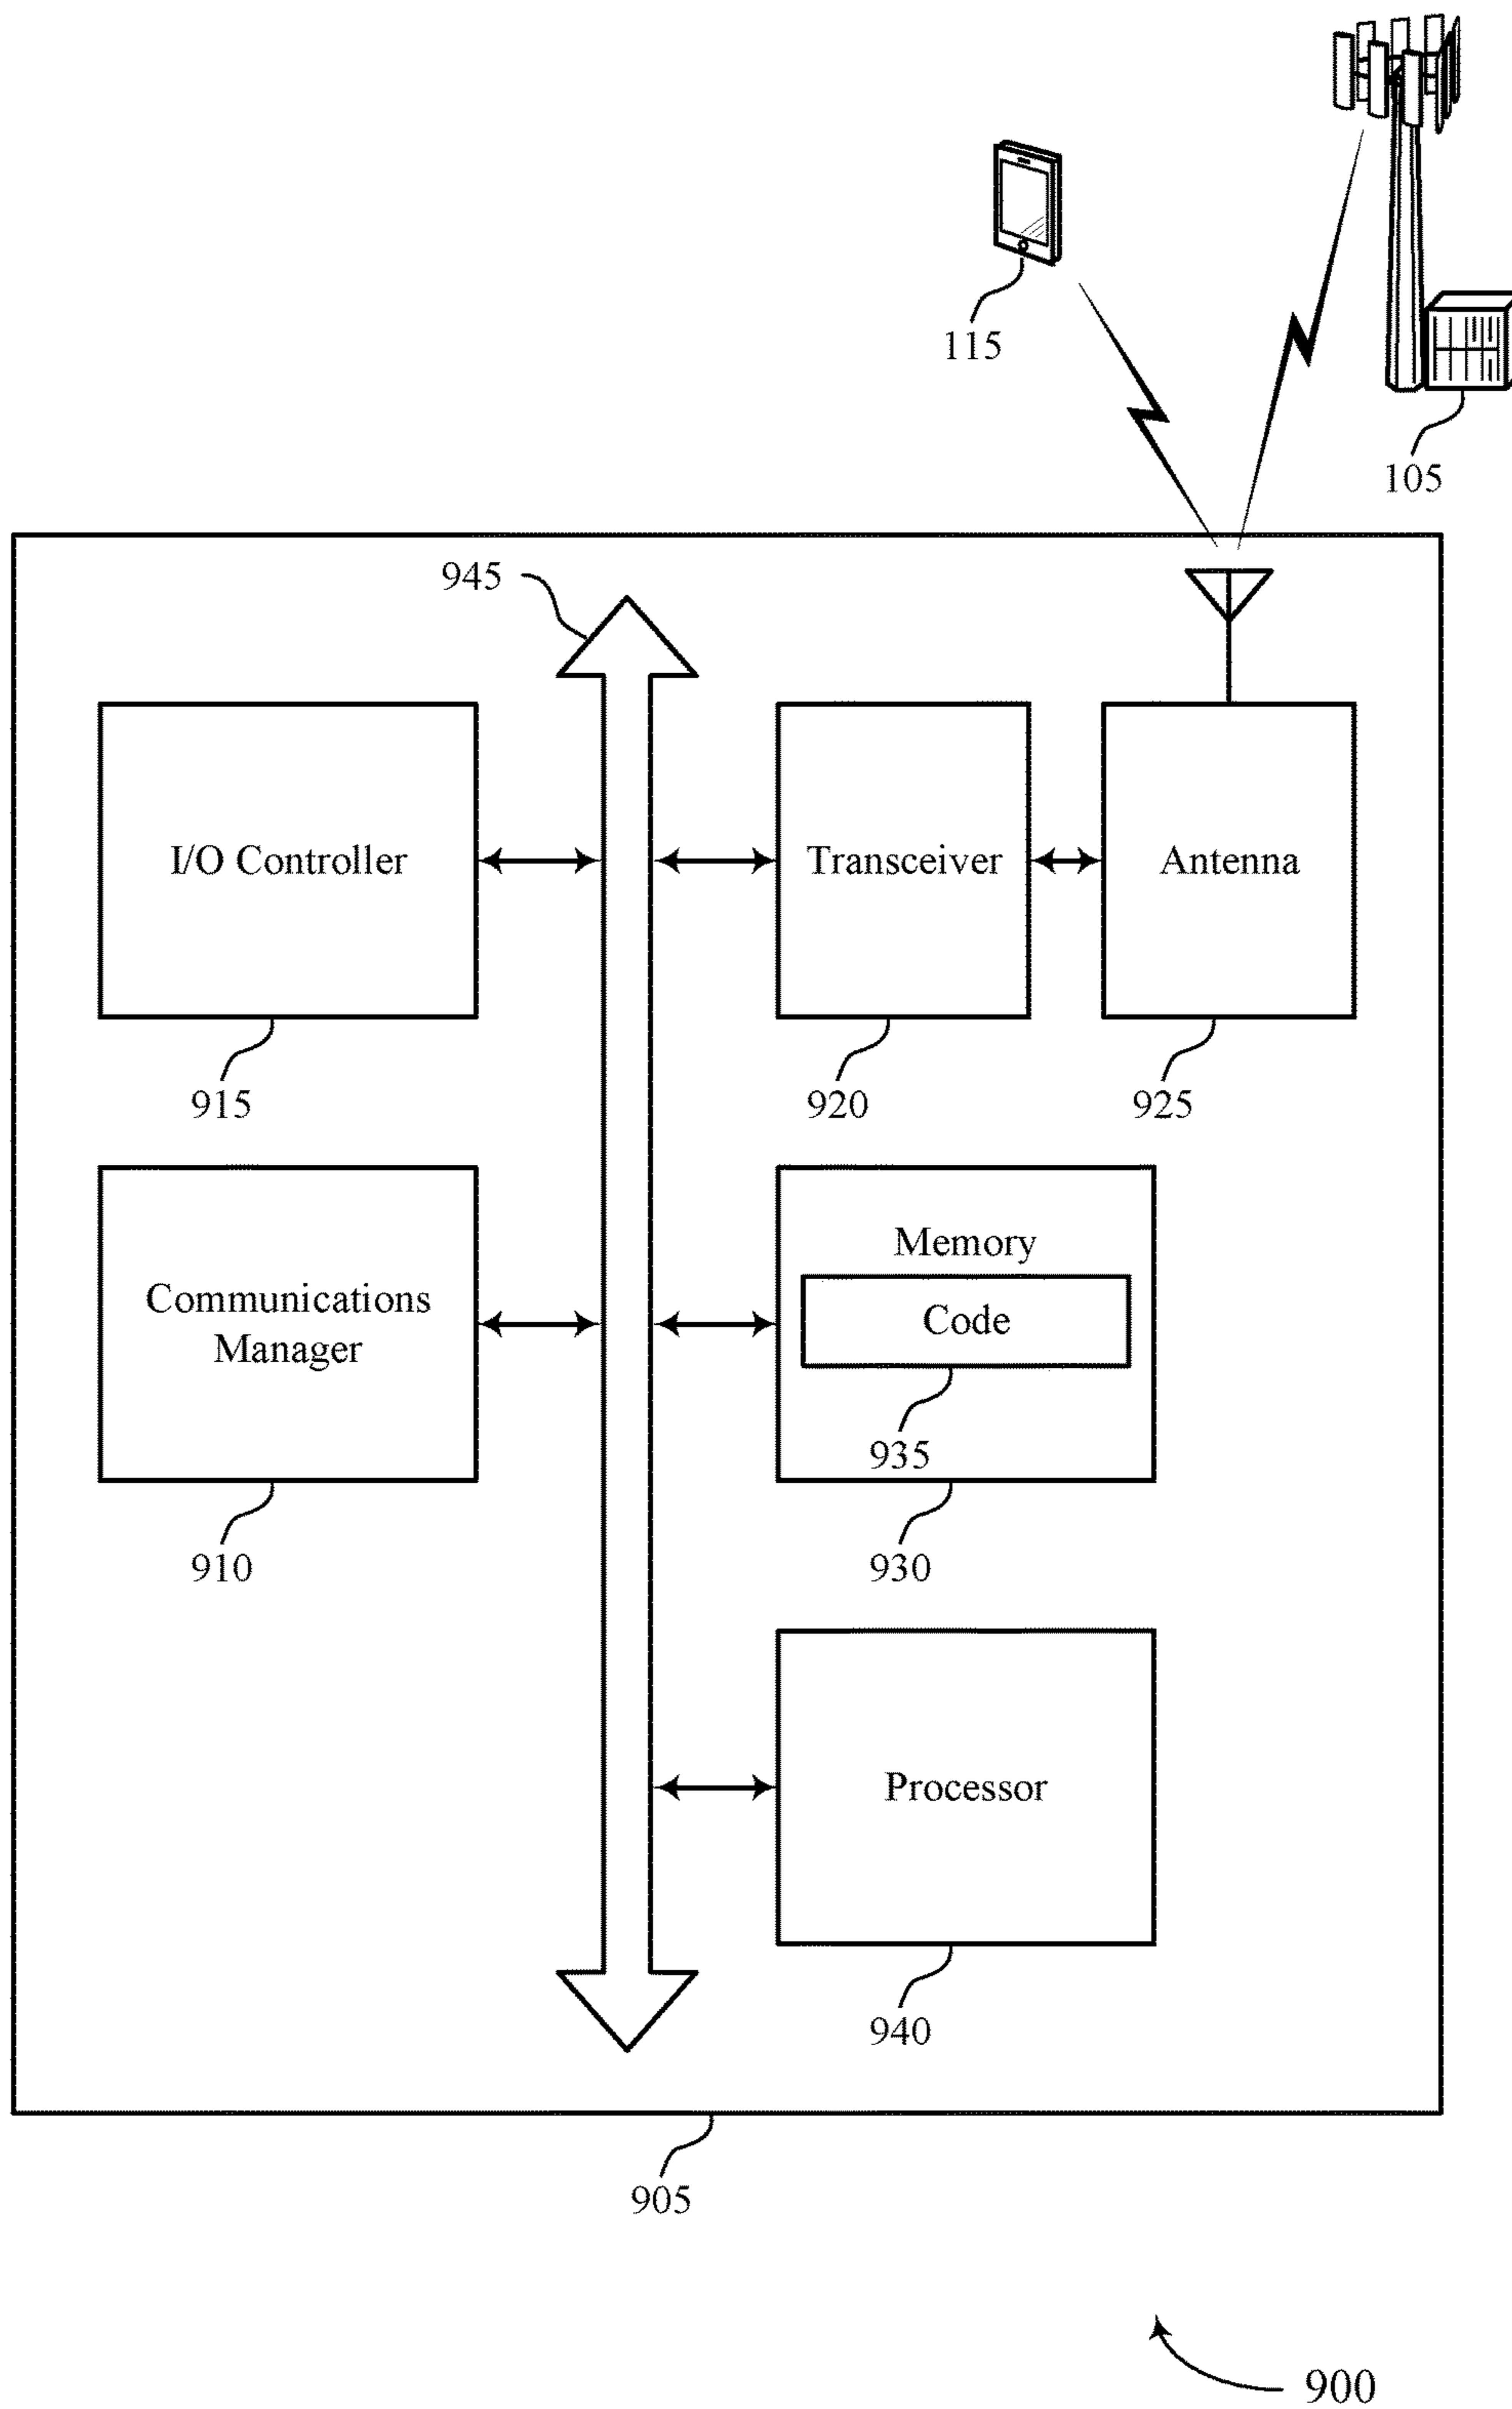 115
105
945
I/O Controller
Transceiver
Antenna
915
920
925
Communications
Manager
Memory
Code
935
910
930
Processor
940
905
900